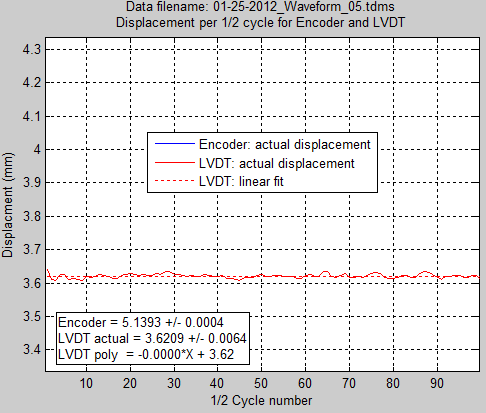 Data filename: 01-25-2012_Waveform_05.tdms
Displacement per 1/2 cycle for Encoder and LVDT
4.3
4.2
4.1
4
3.9
3.8
3.7
3.6
3.5
3.4
Displacment (mm)
Encoder: actual displacement
LVDT: actual displacement
LVDT: linear fit
Encoder = 5.1393 +/- 0.0004
LVDT actual = 3.6209 +/- 0.0064
LVDT poly = -0.0000*X + 3.62
10 20 30 40 50 60 70 80 90
1/2 Cycle number